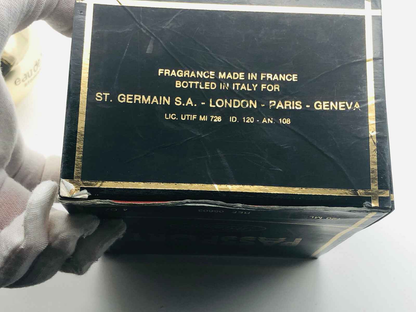 FRAGRANCE MADE IN FRANCE
BOTTLED IN ITALY FOR
ST. GERMAIN S.A. - LONDON - PARIS - GENEVA
LIC. UTIF MI 726 ID. 120 - AN. 108